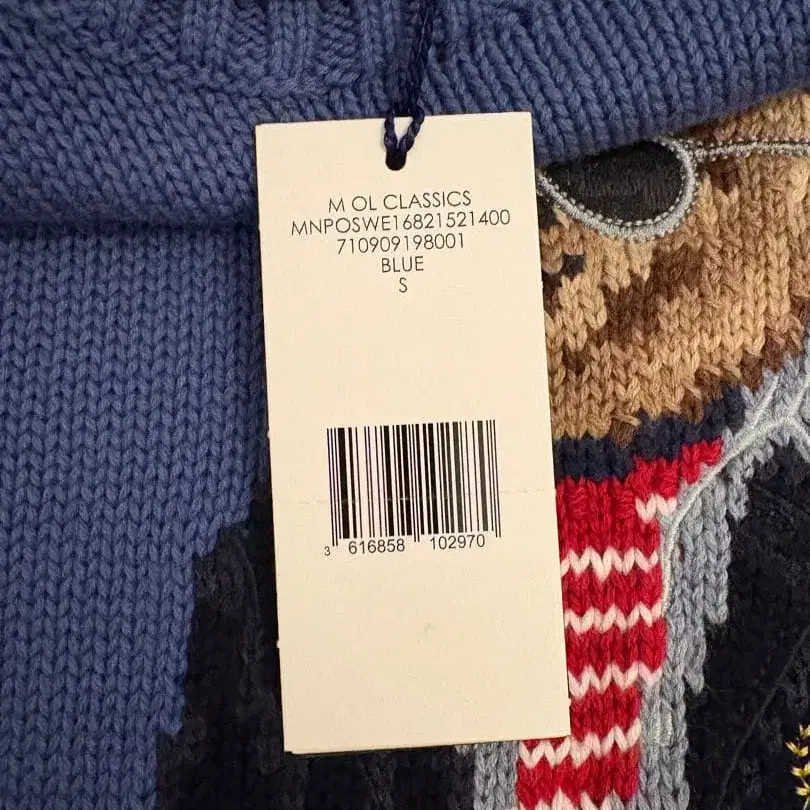 M OL CLASSICS
MNPOSWE16821521400
710909198001
BLUE
S
3 616858 102970